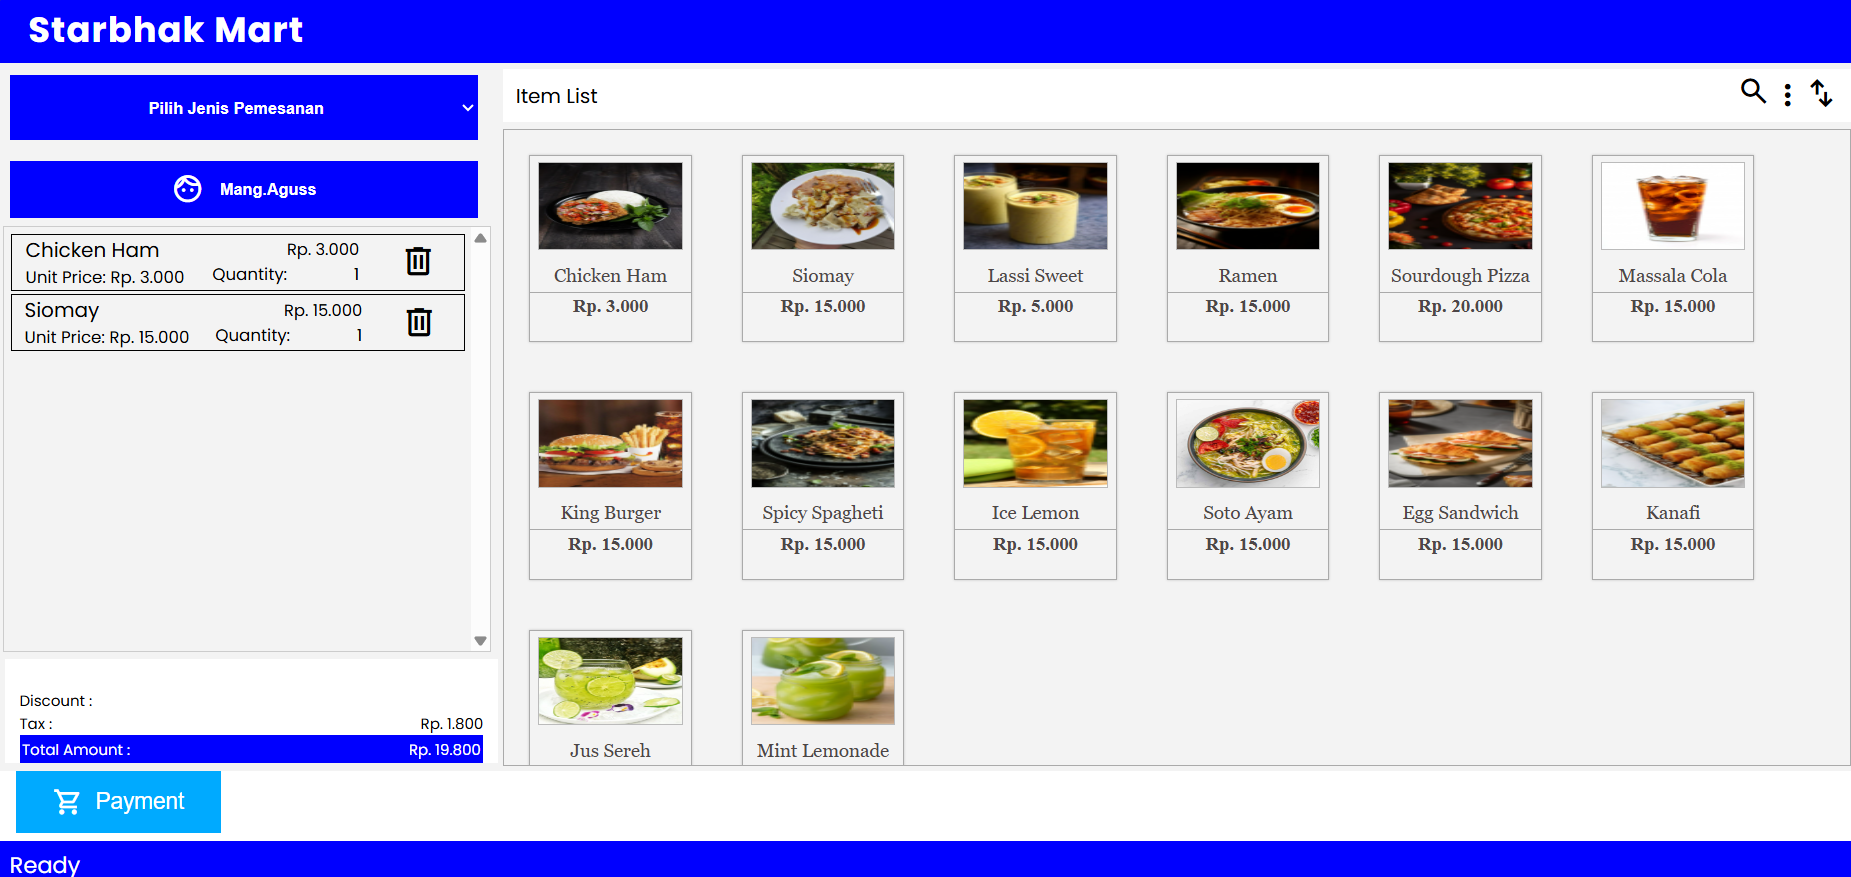 Starbhak Mart
Pilih Jenis Pemesanan
Mang.Aguss
Chicken Ham Rp. 3.000
Unit Price: Rp. 3.000 Quantity: 1
Siomay Rp. 15.000
Unit Price: Rp. 15.000 Quantity: 1
Discount :
Tax : Rp. 1.800
Total Amount : Rp. 19.800
Payment
Item List
Chicken Ham Siomay Lassi Sweet Ramen Sourdough Pizza Massala Cola
Rp. 3.000 Rp. 15.000 Rp. 5.000 Rp. 15.000 Rp. 20.000 Rp. 15.000
King Burger Spicy Spagheti Ice Lemon Soto Ayam Egg Sandwich Kanafi
Rp. 15.000 Rp. 15.000 Rp. 15.000 Rp. 15.000 Rp. 15.000 Rp. 15.000
Jus Sereh Mint Lemonade
Ready